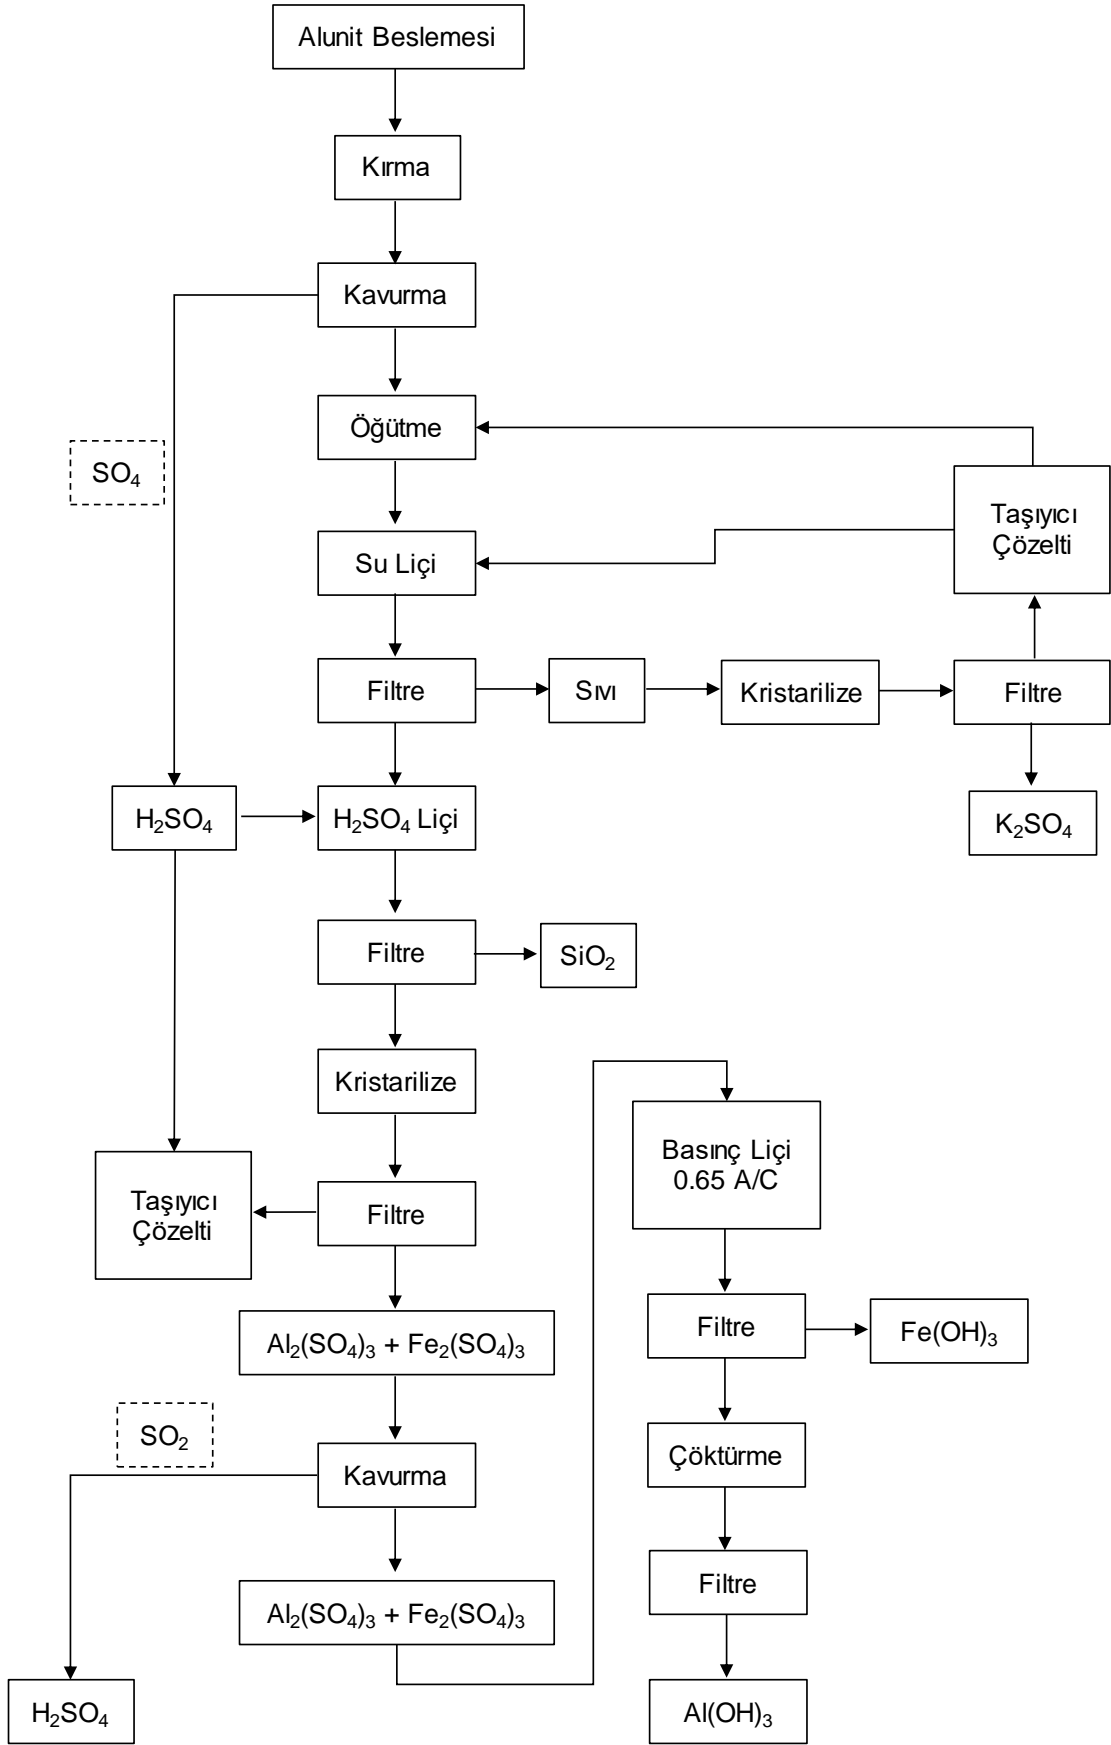 Alunit Beslemesi
Kırma
Kavurma
Öğütme
SO₄
Taşıyıcı
Çözelti
Su Liçi
Filtre
Sıvı
Kristarilize
Filtre
H₂SO₄
H₂SO₄ Liçi
K₂SO₄
Filtre
SiO₂
Kristarilize
Basınç Liçi
0.65 A/C
Taşıyıcı
Çözelti
Filtre
Al₂(SO₄)₃ + Fe₂(SO₄)₃
Filtre
Fe(OH)₃
SO₂
Kavurma
Çöktürme
Filtre
Al₂(SO₄)₃ + Fe₂(SO₄)₃
H₂SO₄
Al(OH)₃